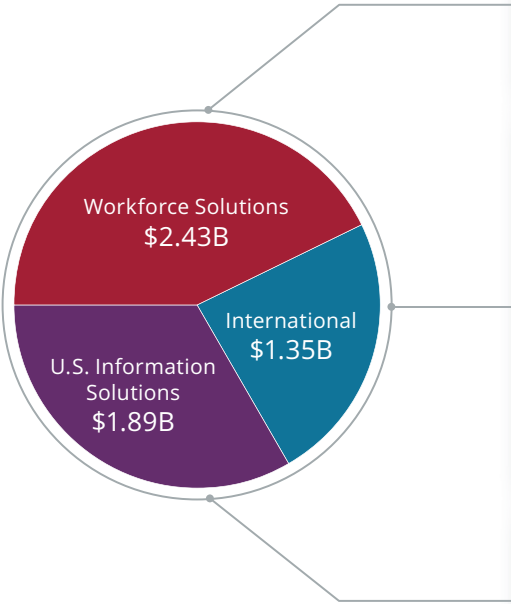 Workforce Solutions
$2.43B
International
$1.35B
U.S. Information
Solutions
$1.89B